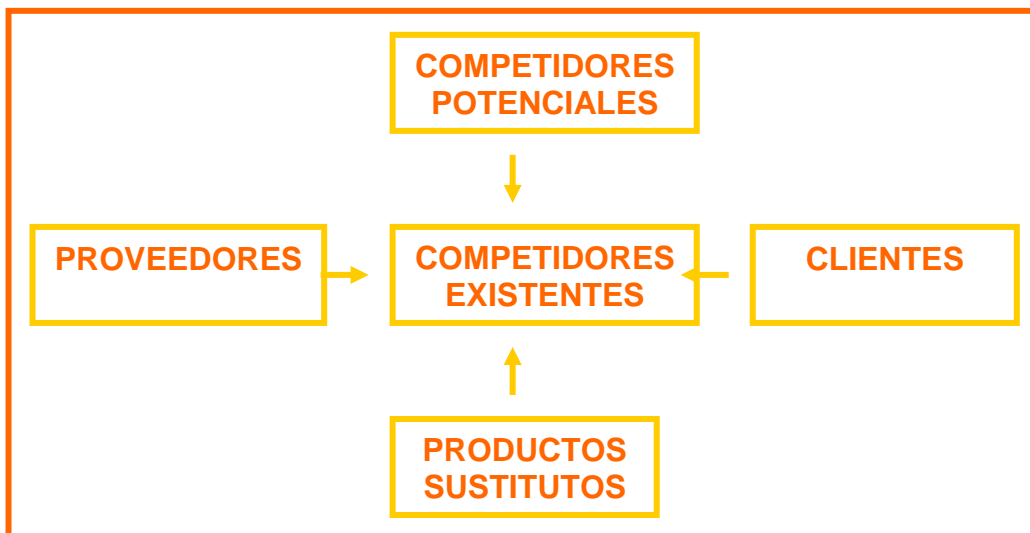 COMPETIDORES
POTENCIALES
PROVEEDORES
COMPETIDORES
EXISTENTES
CLIENTES
PRODUCTOS
SUSTITUTOS